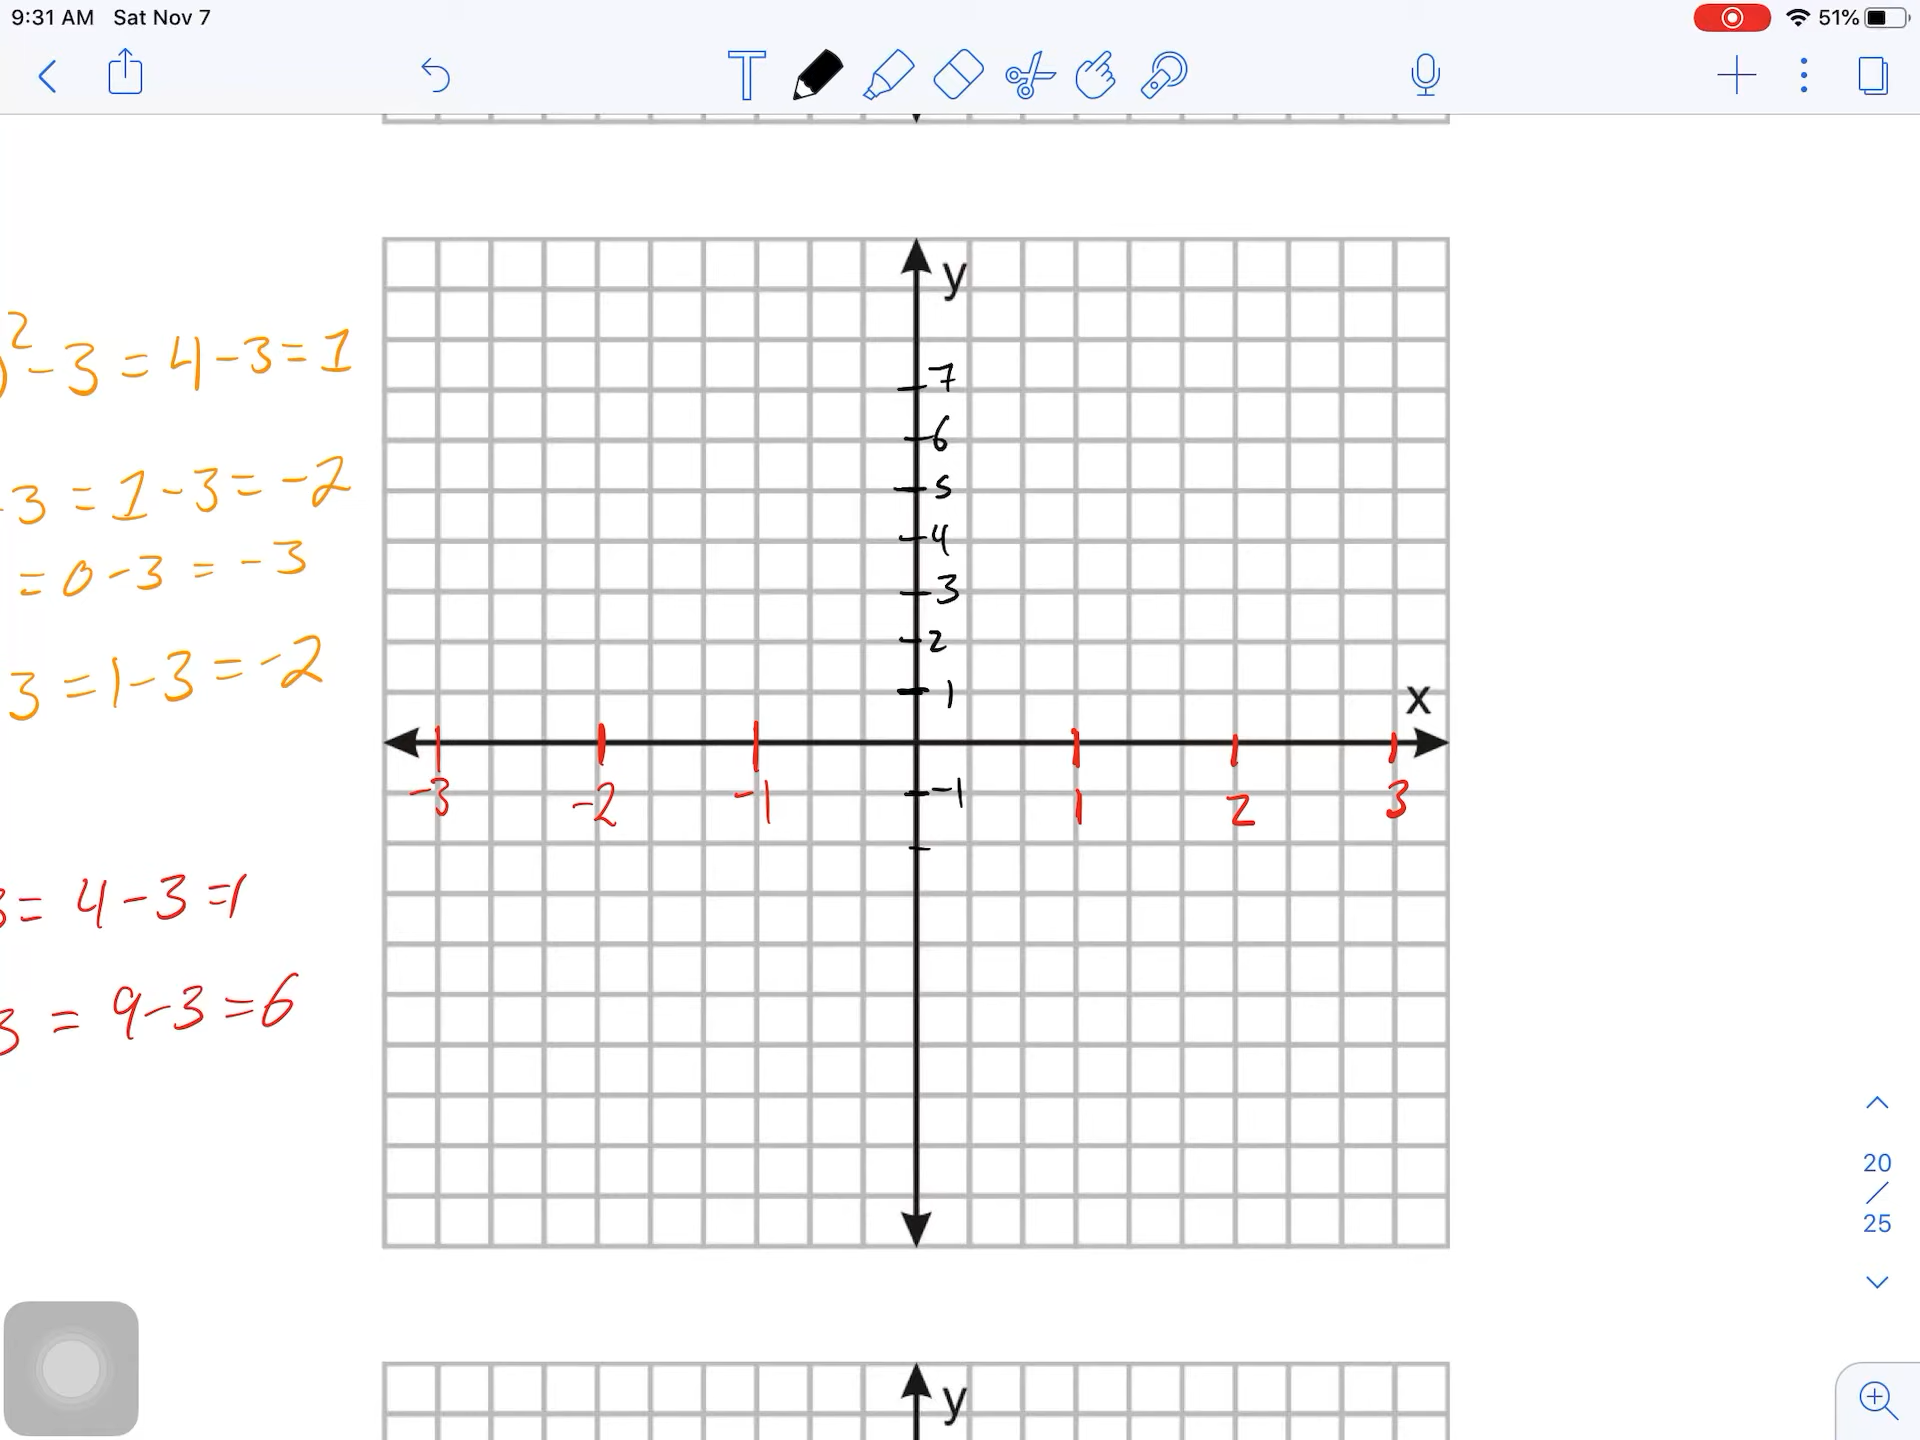 9:31 AM Sat Nov 7
51%
T
y
)² - 3 = 4 - 3 = 1
7
6
-3 = 1 - 3 = -2
5
4
= 0 - 3 = -3
3
2
3 = 1 - 3 = -2
1
x
-3 -2 -1 1 2 3
-1
3 = 4 - 3 = 1
3 = 9 - 3 = 6
20
/
25
y